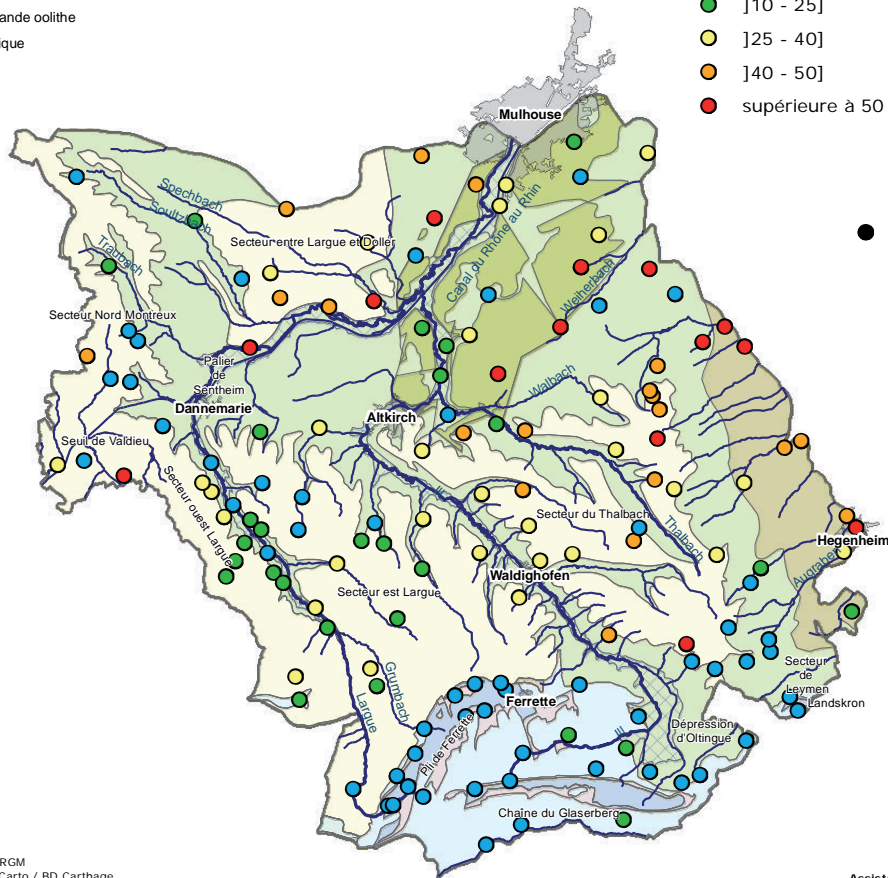 ande oolithe
ique
]10 - 25]
]25 - 40]
]40 - 50]
supérieure à 50
Mulhouse
Spechbach
Soultzbach
Traubach
Secteur entre Largue et Doller
Canal du Rhône au Rhin
Weiherbach
Secteur Nord Montreux
Palier
de
Sentheim
Dannemarie
Altkirch
Walbach
Seuil de Valdieu
Secteur ouest Largue
Ill
Secteur du Thalbach
Thalbach
Hegenheim
Augraben
Waldighofen
Secteur est Largue
Grumbach
Largue
Secteur
de
Leymen
Landskron
Ferrette
Pli de Ferrette
Ill
Dépression
d'Oltingue
Chaîne du Glaserberg
RGM
Carto / BD Carthage
Assist